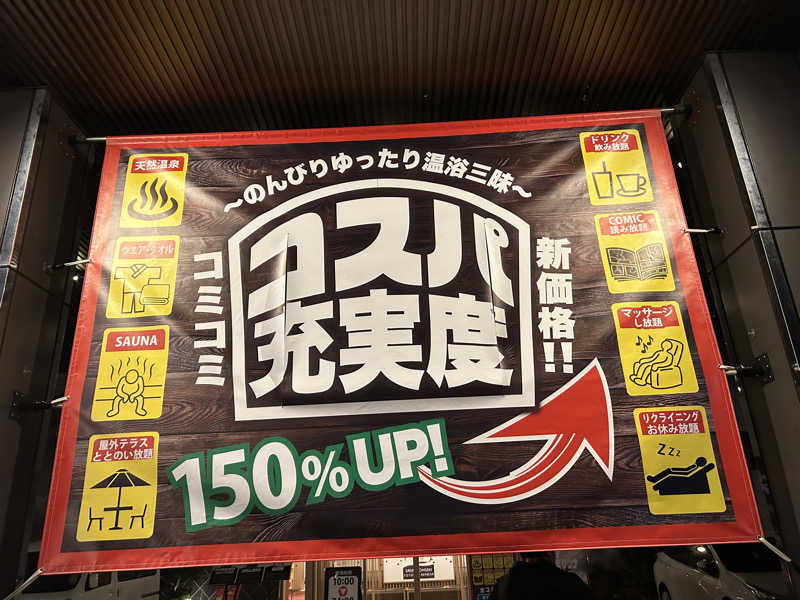 ～のんびりゆったり温浴三昧～
コミコミ
コスパ
充実度
新価格!!
150%UP!
天然温泉
ウエア・タオル
SAUNA
屋外テラス
ととのい放題
ドリンク
飲み放題
COMIC
読み放題
マッサージ
し放題
リクライニング
お休み放題
ZZZ
10:00